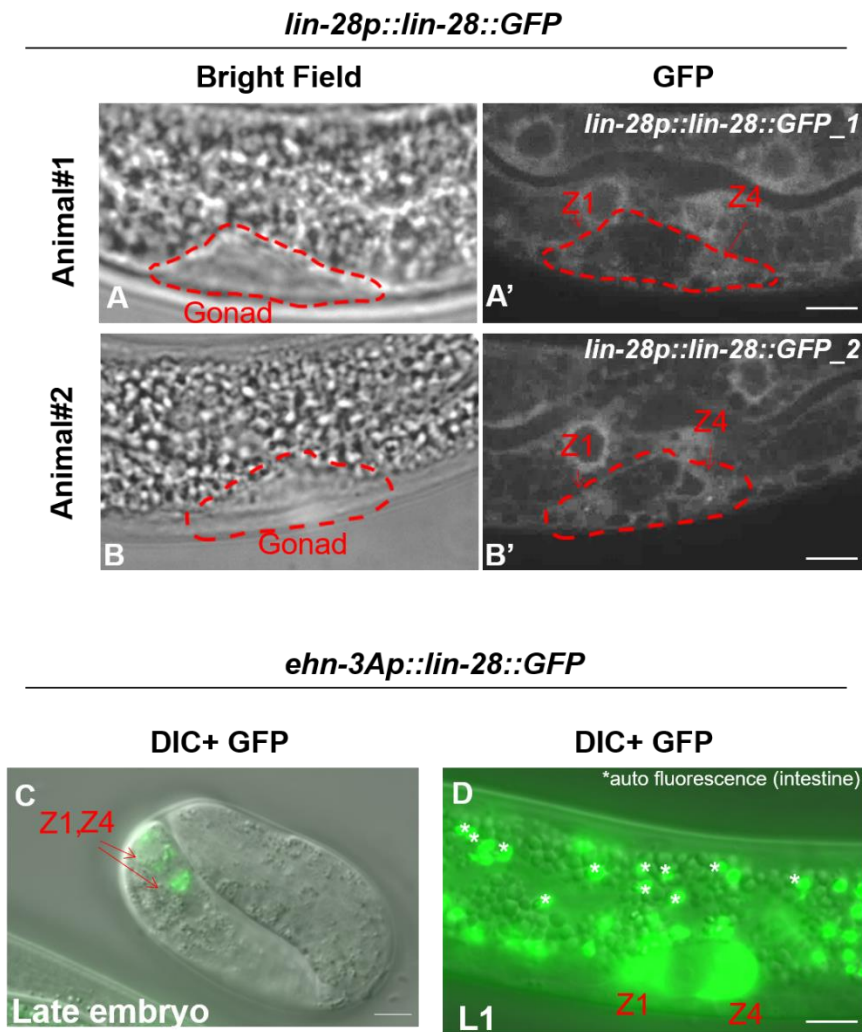 lin-28p::lin-28::GFP
Bright Field
GFP
Animal#1
A
Gonad
lin-28p::lin-28::GFP_1
Z1
Z4
A'
Animal#2
B
Gonad
lin-28p::lin-28::GFP_2
Z1
Z4
B'
ehn-3Ap::lin-28::GFP
DIC+ GFP
DIC+ GFP
C
Z1,Z4
Late embryo
*auto fluorescence (intestine)
D
* * * * * * * * * *
Z1
Z4
L1